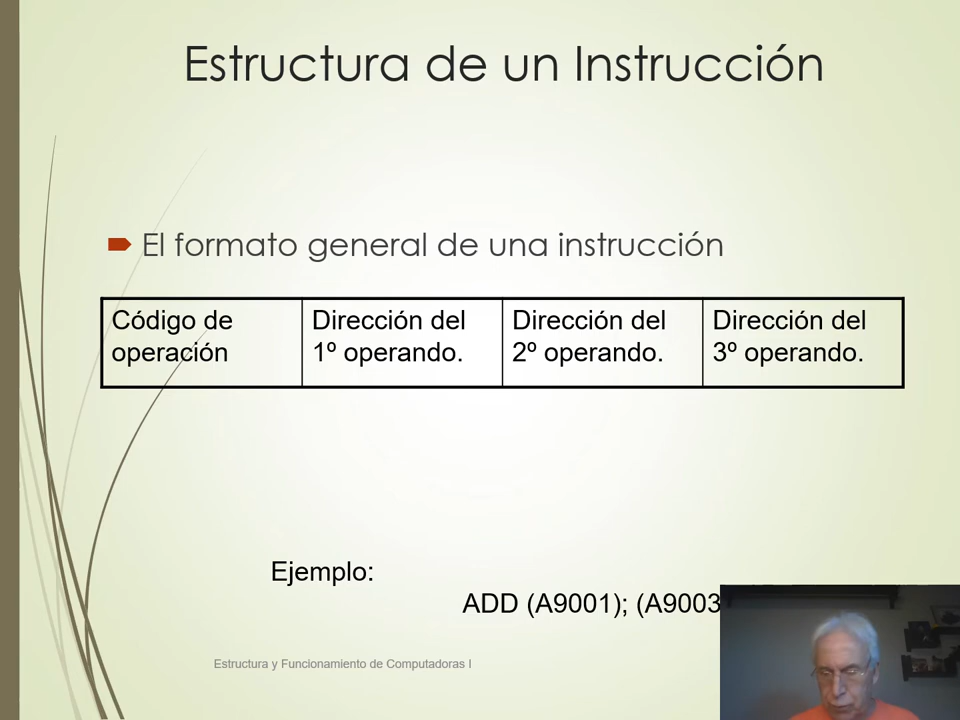 Estructura de un Instrucción
El formato general de una instrucción
Código de operación
Dirección del 1º operando.
Dirección del 2º operando.
Dirección del 3º operando.
Ejemplo:
ADD (A9001); (A9003
Estructura y Funcionamiento de Computadoras I